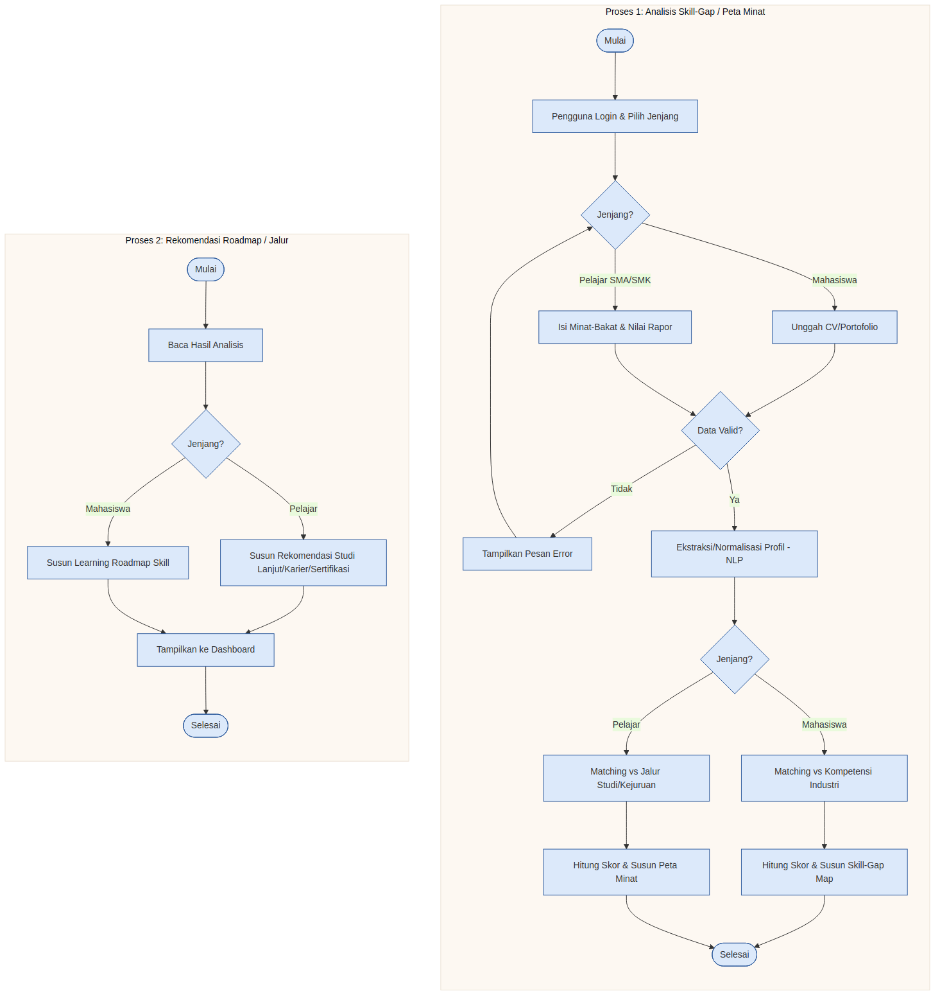 Proses 1: Analisis Skill-Gap / Peta Minat
Mulai
Pengguna Login & Pilih Jenjang
Jenjang?
Pelajar SMA/SMK
Mahasiswa
Isi Minat-Bakat & Nilai Rapor
Unggah CV/Portofolio
Data Valid?
Tidak
Ya
Tampilkan Pesan Error
Ekstraksi/Normalisasi Profil -
NLP
Jenjang?
Pelajar
Mahasiswa
Matching vs Jalur
Studi/Kejuruan
Matching vs Kompetensi
Industri
Hitung Skor & Susun Peta
Minat
Hitung Skor & Susun Skill-Gap
Map
Selesai
Proses 2: Rekomendasi Roadmap / Jalur
Mulai
Baca Hasil Analisis
Jenjang?
Mahasiswa
Pelajar
Susun Learning Roadmap Skill
Susun Rekomendasi Studi
Lanjut/Karier/Sertifikasi
Tampilkan ke Dashboard
Selesai